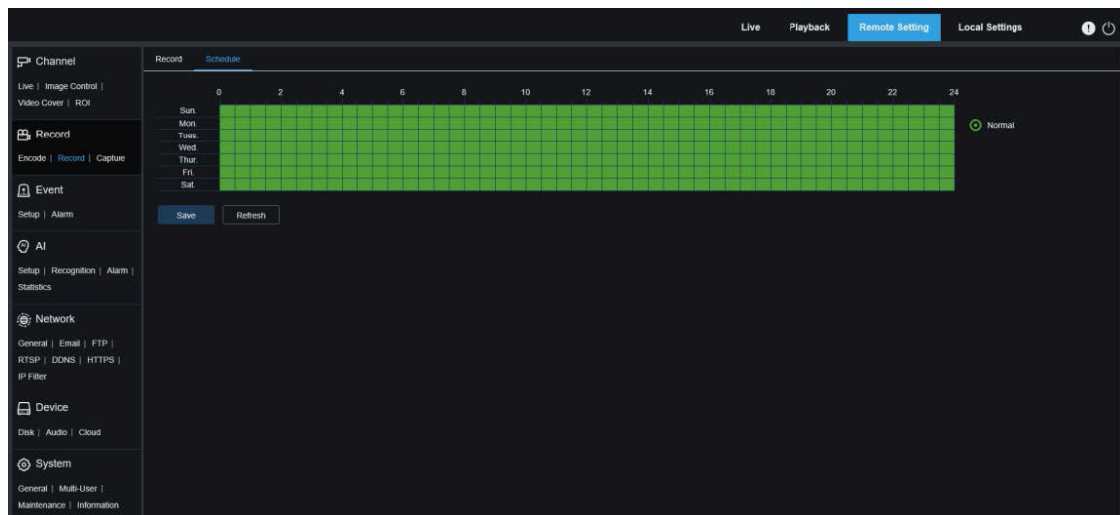 Live Playback Remote Setting Local Settings
Channel
Live | Image Control |
Video Cover | ROI
Record
Encode | Record | Capture
Event
Setup | Alarm
AI
Setup | Recognition | Alarm |
Statistics
Network
General | Email | FTP |
RTSP | DDNS | HTTPS |
IP Filter
Device
Disk | Audio | Cloud
System
General | Multi-User |
Maintenance | Information
Record Schedule
0 2 4 6 8 10 12 14 16 18 20 22 24
Sun.
Mon.
Tues.
Wed.
Thur.
Fri.
Sat.
Normal
Save Refresh